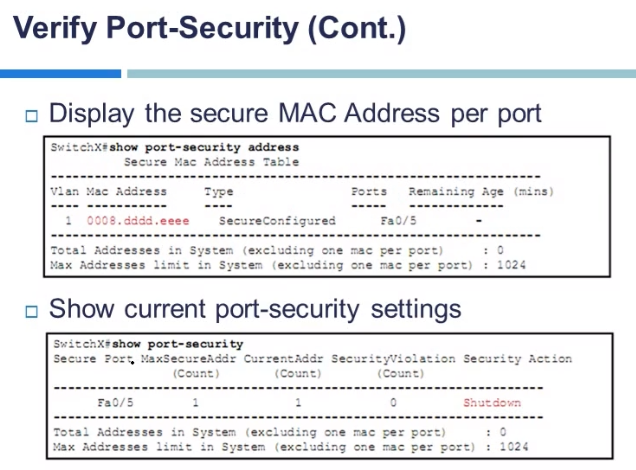 Verify Port-Security (Cont.)
Display the secure MAC Address per port
SwitchX#show port-security address
Secure Mac Address Table
------------------------------------------------------------
Vlan Mac Address Type Ports Remaining Age (mins)
---- ----------- ---- ----- -------------
1 0008.dddd.eeee SecureConfigured Fa0/5 -
------------------------------------------------------------
Total Addresses in System (excluding one mac per port) : 0
Max Addresses limit in System (excluding one mac per port) : 1024
Show current port-security settings
SwitchX#show port-security
Secure Port MaxSecureAddr CurrentAddr SecurityViolation Security Action
(Count) (Count) (Count)
------------------------------------------------------------
Fa0/5 1 1 0 Shutdown
------------------------------------------------------------
Total Addresses in System (excluding one mac per port) : 0
Max Addresses limit in System (excluding one mac per port) : 1024